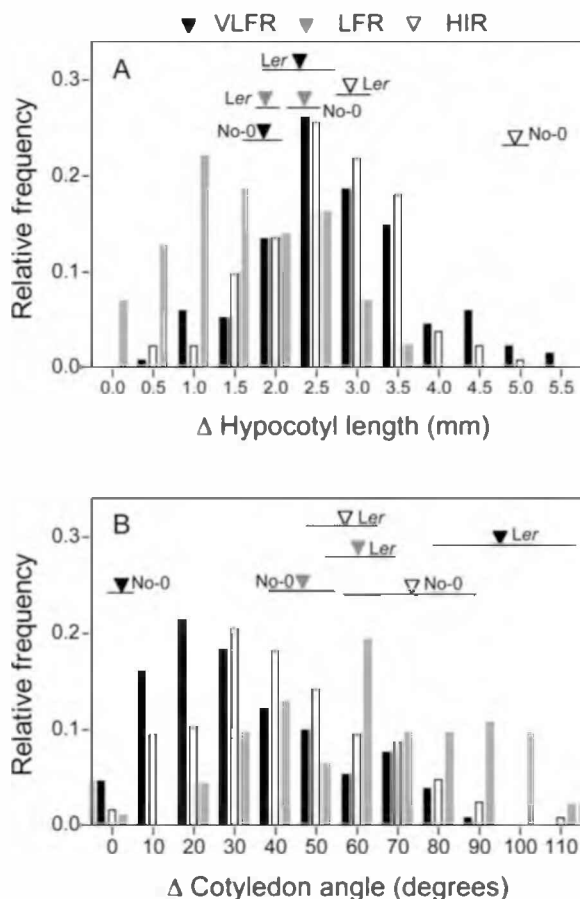 VLFR LFR HIR
A
Ler
Ler
Ler
No-0
No-0
No-0
0.3
0.2
0.1
0.0
Relative frequency
0.0 0.5 1.0 1.5 2.0 2.5 3.0 3.5 4.0 4.5 5.0 5.5
Δ Hypocotyl length (mm)
B
Ler
Ler
Ler
No-0
No-0
No-0
0.3
0.2
0.1
0.0
Relative frequency
0 10 20 30 40 50 60 70 80 90 100 110
Δ Cotyledon angle (degrees)